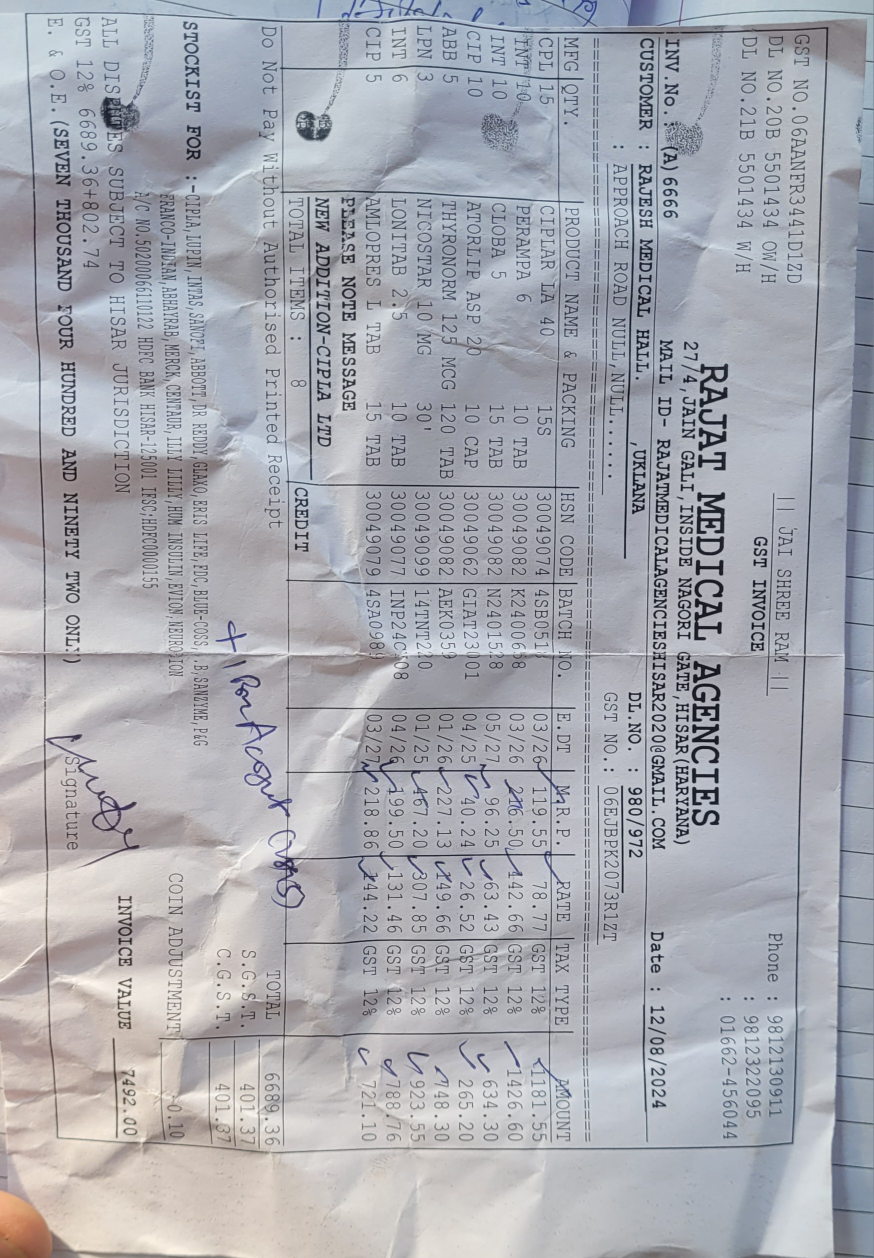 || JAI SHREE RAM ||
GST INVOICE
GST NO.06AANFR3441D1ZD
DL NO.20B 5501434 OW/H
DL NO.21B 5501434 W/H
Phone : 9812130911
: 9812322095
: 01662-456044
RAJAT MEDICAL AGENCIES
27/4,JAIN GALI,INSIDE NAGORI GATE,HISAR(HARYANA)
MAIL ID- RAJATMEDICALAGENCIESHISAR2020@GMAIL.COM
INV.No.: (A) 6666 Date : 12/08/2024
CUSTOMER : RAJESH MEDICAL HALL. ,UKLANA DL.NO. : 980/972
: APPROACH ROAD NULL,NULL...... GST NO.: 06EJBPK2073R1ZT
MFG QTY. PRODUCT NAME & PACKING HSN CODE BATCH NO. E.DT M.R.P. RATE TAX TYPE AMOUNT
CPL 15 CIPLAR LA 40 15S 30049074 4SB051 03/26 119.55 78.77 GST 12% 1181.55
INT 10 PERAMPA 6 10 TAB 30049082 K2400658 03/26 216.50 142.66 GST 12% 1426.60
INT 10 CLOBA 5 15 TAB 30049082 N2401528 05/27 96.25 63.43 GST 12% 634.30
CIP 10 ATORLIP ASP 20 10 CAP 30049062 GIAT23001 04/25 40.24 26.52 GST 12% 265.20
ABB 5 THYRONORM 125 MCG 120 TAB 30049082 AEK0359 01/26 227.13 149.66 GST 12% 748.30
LPN 3 NICOSTAR 10 MG 30' 30049099 14TNT220 01/25 467.20 307.85 GST 12% 923.55
INT 6 LONITAB 2.5 10 TAB 30049077 04/26 199.50 131.46 GST 12% 788.76
CIP 5 AMLOPRES L TAB 15 TAB 30049079 4SA0989 03/27 218.86 144.22 GST 12% 721.10
PLEASE NOTE MESSAGE
NEW ADDITION-CIPLA LTD
TOTAL ITEMS : 8 CREDIT TOTAL 6689.36
Do Not Pay Without Authorised Printed Receipt S.G.S.T. 401.37
C.G.S.T. 401.37
STOCKIST FOR :-CIPLA,LUPIN,INTAS,SANOFI,ABBOTT,DR REDDY,GLAXO,ERIS LIFE,FDC,BLUE-CROSS, .B,SANZYME,P&G
FRANCO-INDIAN,ABHAYRAB,MERCK,CENTAUR,ILLY LILLY,HUM INSULIN,EVION,NEUROBION COIN ADJUSTMENT -0.10
A/C NO.50200066110122 HDFC BANK HISAR-125001 IFSC;HDFC0000155
ALL DISPUTES SUBJECT TO HISAR JURISDICTION
INVOICE VALUE 7492.00
GST 12% 6689.36+802.74
E. & O.E. (SEVEN THOUSAND FOUR HUNDRED AND NINETY TWO ONLY) Signature